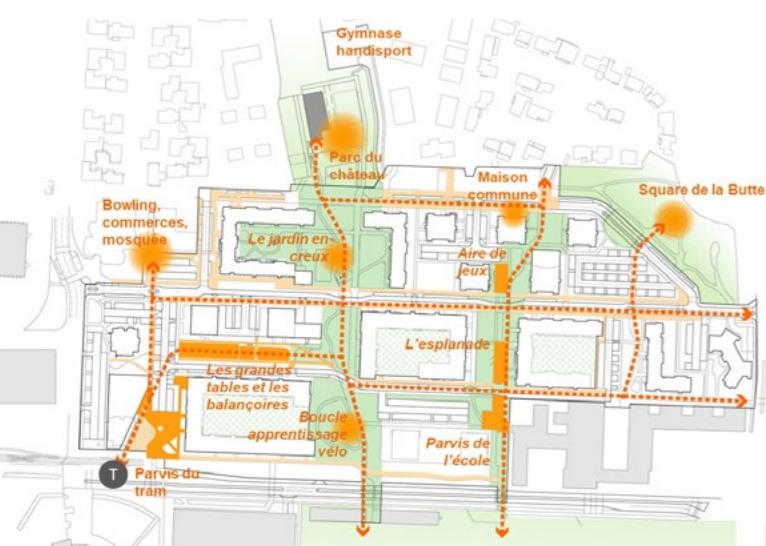 Gymnase
handisport
Parc du
château
Maison
commune
Square de la Butte
Bowling,
commerces,
mosquée
Le jardin en
creux
Aire de
jeux
L'esplanade
Les grandes
tables et les
balançoires
Boucle
apprentissage
vélo
Parvis de
l'école
T
Parvis du
tram